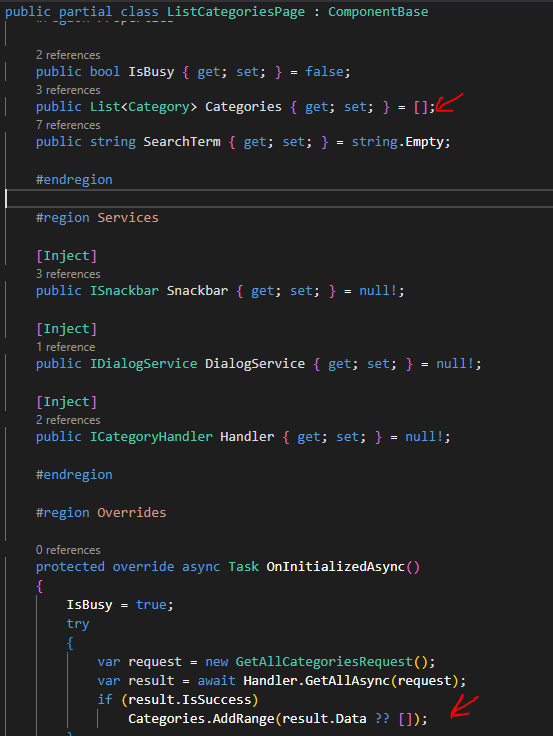 public partial class ListCategoriesPage : ComponentBase
#region Properties
2 references
public bool IsBusy { get; set; } = false;
3 references
public List<Category> Categories { get; set; } = [];
7 references
public string SearchTerm { get; set; } = string.Empty;
#endregion
#region Services
[Inject]
3 references
public ISnackbar Snackbar { get; set; } = null!;
[Inject]
1 reference
public IDialogService DialogService { get; set; } = null!;
[Inject]
2 references
public ICategoryHandler Handler { get; set; } = null!;
#endregion
#region Overrides
0 references
protected override async Task OnInitializedAsync()
{
IsBusy = true;
try
{
var request = new GetAllCategoriesRequest();
var result = await Handler.GetAllAsync(request);
if (result.IsSuccess)
Categories.AddRange(result.Data ?? []);
}